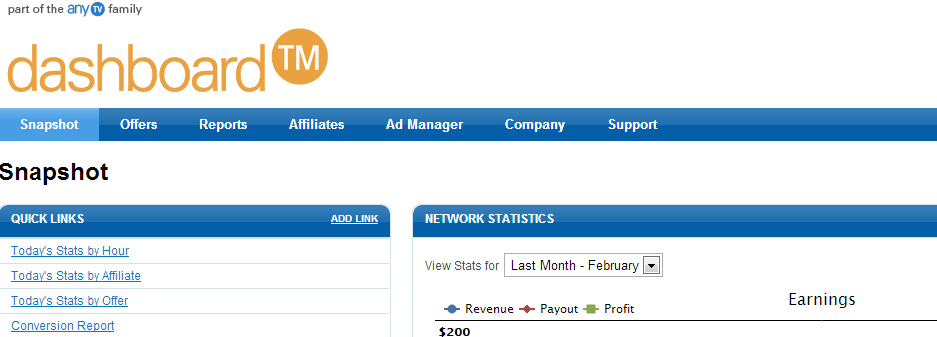 part of the anyTV family
dashboard TM
Snapshot Offers Reports Affiliates Ad Manager Company Support
Snapshot
QUICK LINKS ADD LINK
Today's Stats by Hour
Today's Stats by Affiliate
Today's Stats by Offer
Conversion Report
NETWORK STATISTICS
View Stats for Last Month - February
Earnings
Revenue Payout Profit
$200